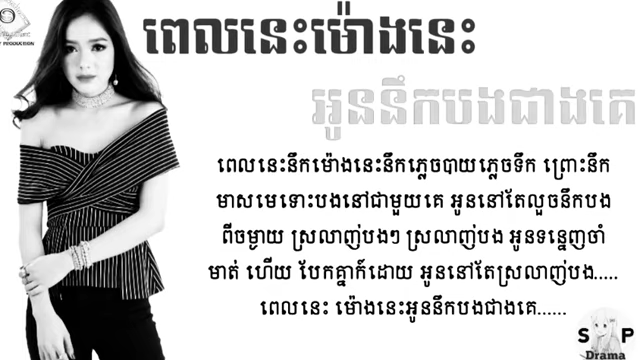 ពេលនេះម៉ោងនេះ
អូននឹកបងជាងគេ
ពេលនេះនឹកម៉ោងនេះនឹកភ្លេចបាយភ្លេចទឹក ព្រោះនឹក
មាសមេទោះបងនៅជាមួយគេ អូននៅតែលួចនឹកបង
ពីចម្ងាយ ស្រលាញ់បងៗ ស្រលាញ់បង អូនទន្ទេញចាំ
មាត់ ហើយ បែកគ្នាក៍ដោយ អូននៅតែស្រលាញ់បង.....
ពេលនេះ ម៉ោងនេះអូននឹកបងជាងគេ......
PRODUCTION
S P
Drama